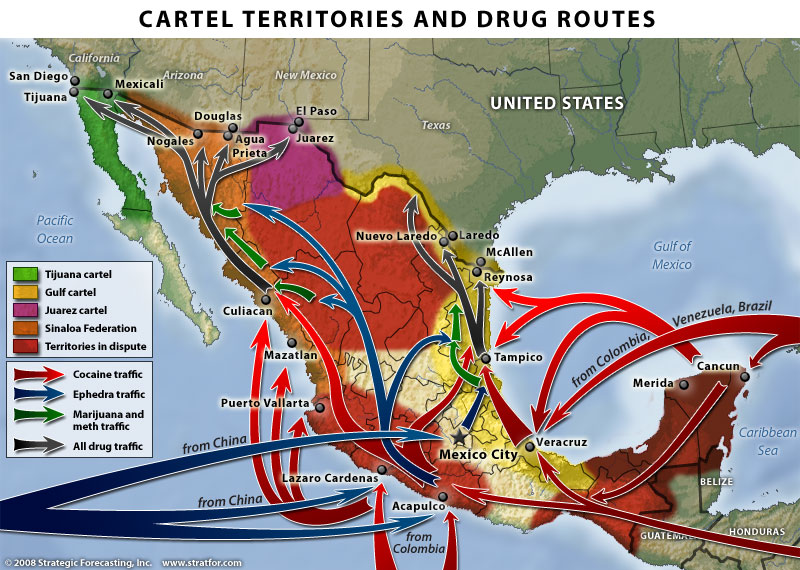 CARTEL TERRITORIES AND DRUG ROUTES
California
San Diego
Tijuana
Mexicali
Arizona
New Mexico
UNITED STATES
Douglas
El Paso
Texas
Nogales
Agua
Prieta
Juarez
Pacific
Ocean
Nuevo Laredo
Laredo
McAllen
Reynosa
Gulf of
Mexico
Tijuana cartel
Gulf cartel
Juarez cartel
Sinaloa Federation
Territories in dispute
Culiacan
Mazatlan
Tampico
from Colombia, Venezuela, Brazil
Cancun
Merida
Cocaine traffic
Ephedra traffic
Marijuana and
meth traffic
All drug traffic
Puerto Vallarta
from China
Mexico City
Veracruz
Caribbean
Sea
Lazaro Cardenas
from China
Acapulco
BELIZE
from
Colombia
GUATEMALA
HONDURAS
© 2008 Strategic Forecasting, Inc. www.stratfor.com